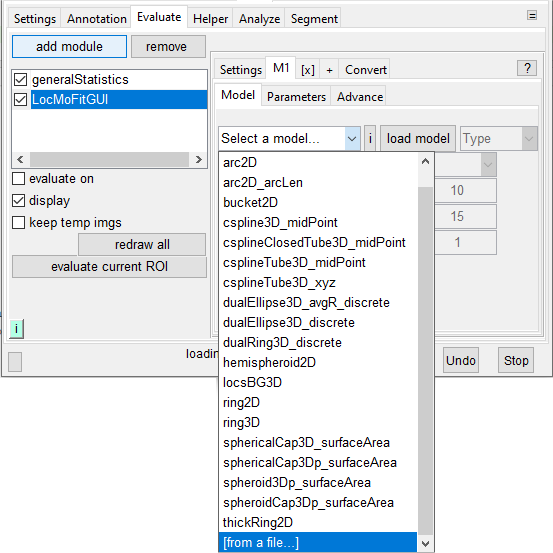 Settings Annotation Evaluate Helper Analyze Segment
add module remove
generalStatistics
LocMoFitGUI
evaluate on
display
keep temp imgs
redraw all
evaluate current ROI
i
Settings M1 [x] + Convert ?
Model Parameters Advance
Select a model... i load model Type
10
15
1
arc2D
arc2D_arcLen
bucket2D
cspline3D_midPoint
csplineClosedTube3D_midPoint
csplineTube3D_midPoint
csplineTube3D_xyz
dualEllipse3D_avgR_discrete
dualEllipse3D_discrete
dualRing3D_discrete
hemispheroid2D
locsBG3D
ring2D
ring3D
sphericalCap3D_surfaceArea
sphericalCap3Dp_surfaceArea
spheroid3Dp_surfaceArea
spheroidCap3Dp_surfaceArea
thickRing2D
[from a file...]
loadin
Undo Stop